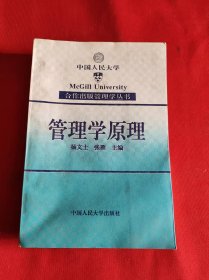 中国人民大学
McGill University
合作出版管理学丛书
管理学原理
杨文士 张雁 主编
中国人民大学出版社